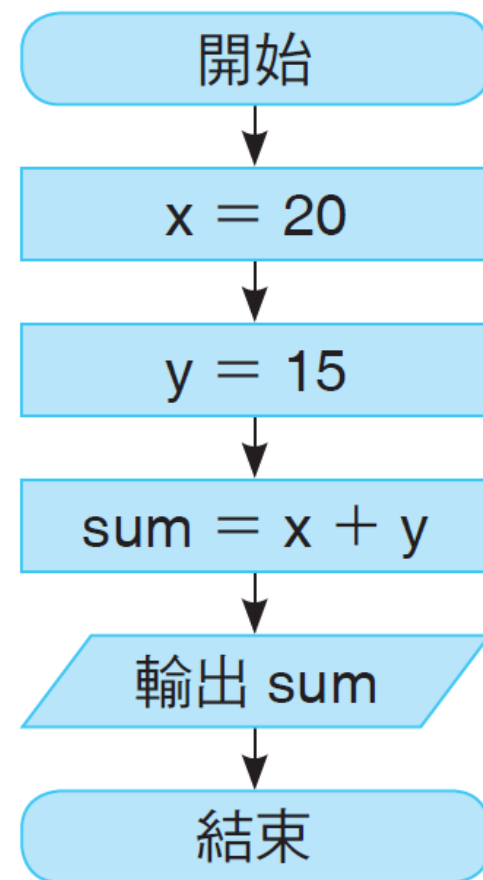 開始
x = 20
y = 15
sum = x + y
輸出 sum
結束